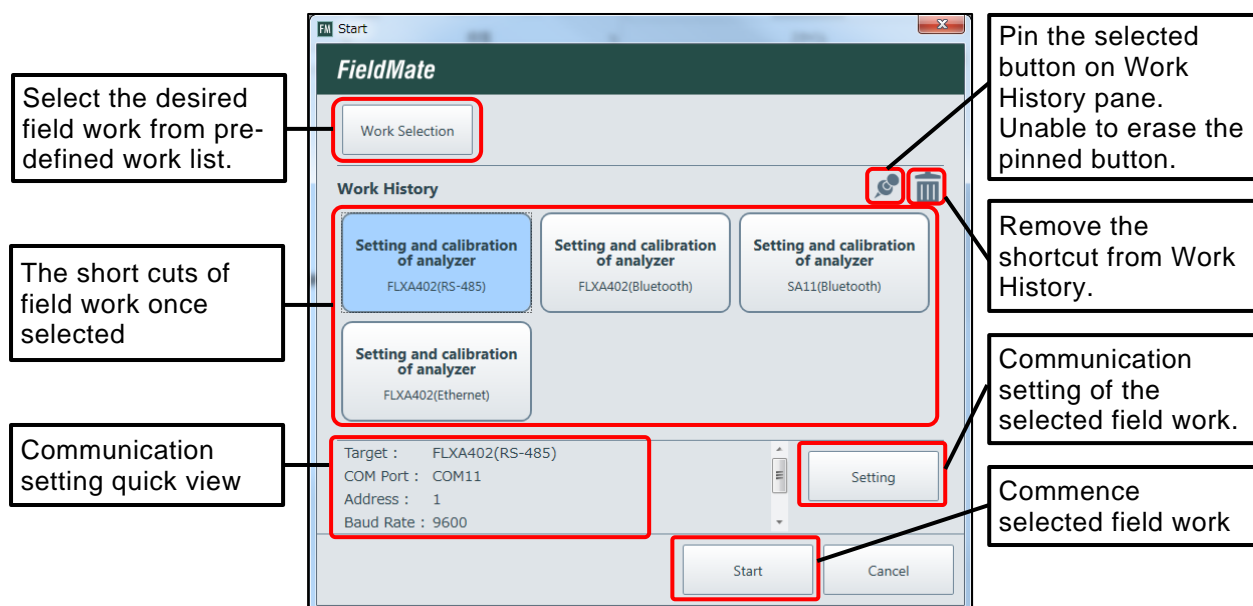 FM Start
x
FieldMate
Select the desired
field work from pre-
defined work list.
Work Selection
Pin the selected
button on Work
History pane.
Unable to erase the
pinned button.
Work History
Remove the
shortcut from Work
History.
The short cuts of
field work once
selected
Setting and calibration
of analyzer
FLXA402(RS-485)
Setting and calibration
of analyzer
FLXA402(Bluetooth)
Setting and calibration
of analyzer
SA11(Bluetooth)
Setting and calibration
of analyzer
FLXA402(Ethernet)
Communication
setting of the
selected field work.
Communication
setting quick view
Target : FLXA402(RS-485)
COM Port : COM11
Address : 1
Baud Rate : 9600
Setting
Commence
selected field work
Start
Cancel